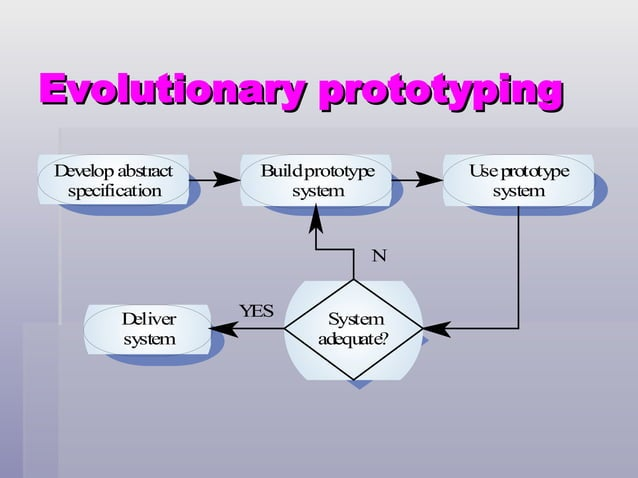 Evolutionary prototyping
Develop abstract
specification
Build prototype
system
Use prototype
system
N
YES
Deliver
system
System
adequate?